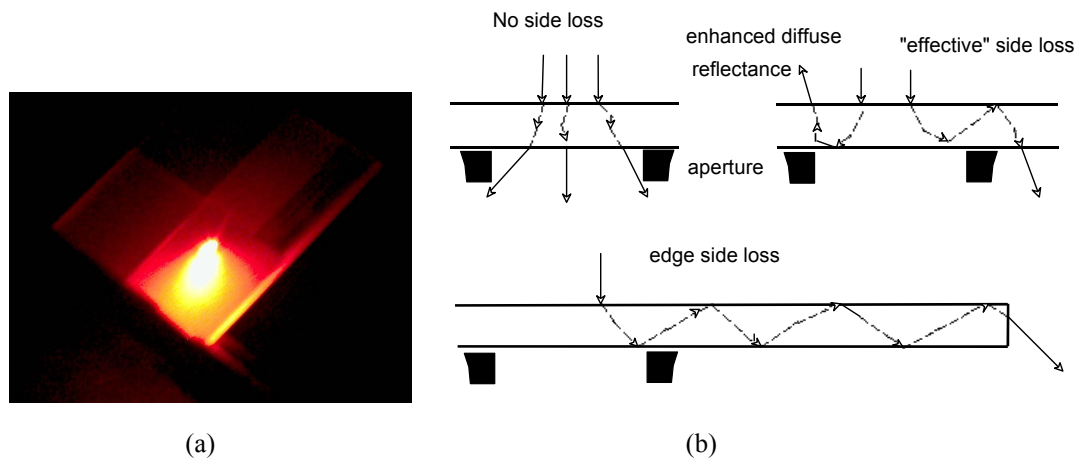 No side loss
enhanced diffuse
reflectance
"effective" side loss
aperture
edge side loss
(a)
(b)